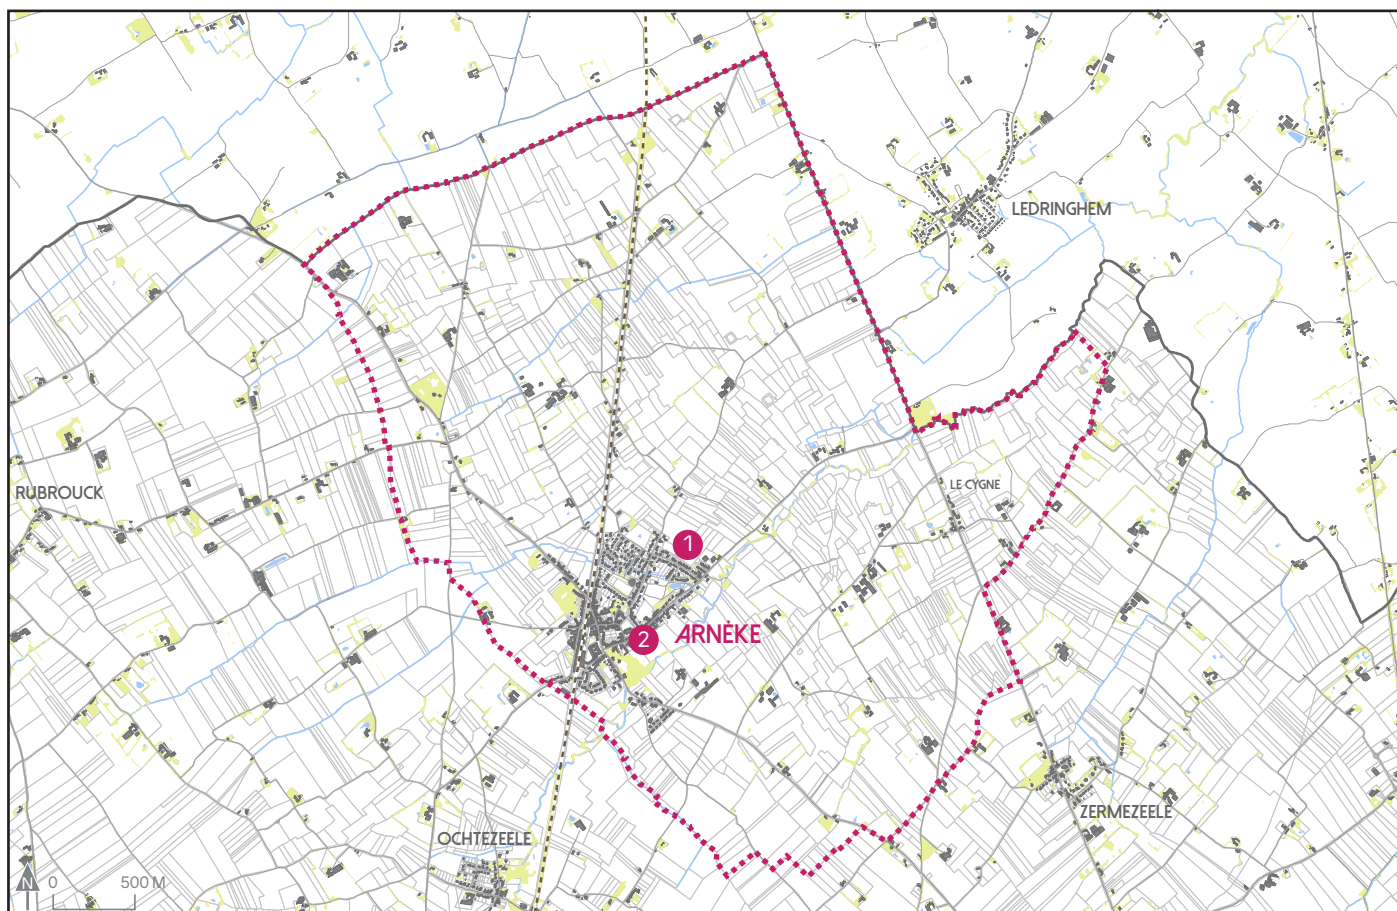 LEDRINGHEM
RUBROUCK
LE CYGNE
1
2 ARNÈKE
ZERMEZEELE
OCHTEZEELE
N 0 500 M